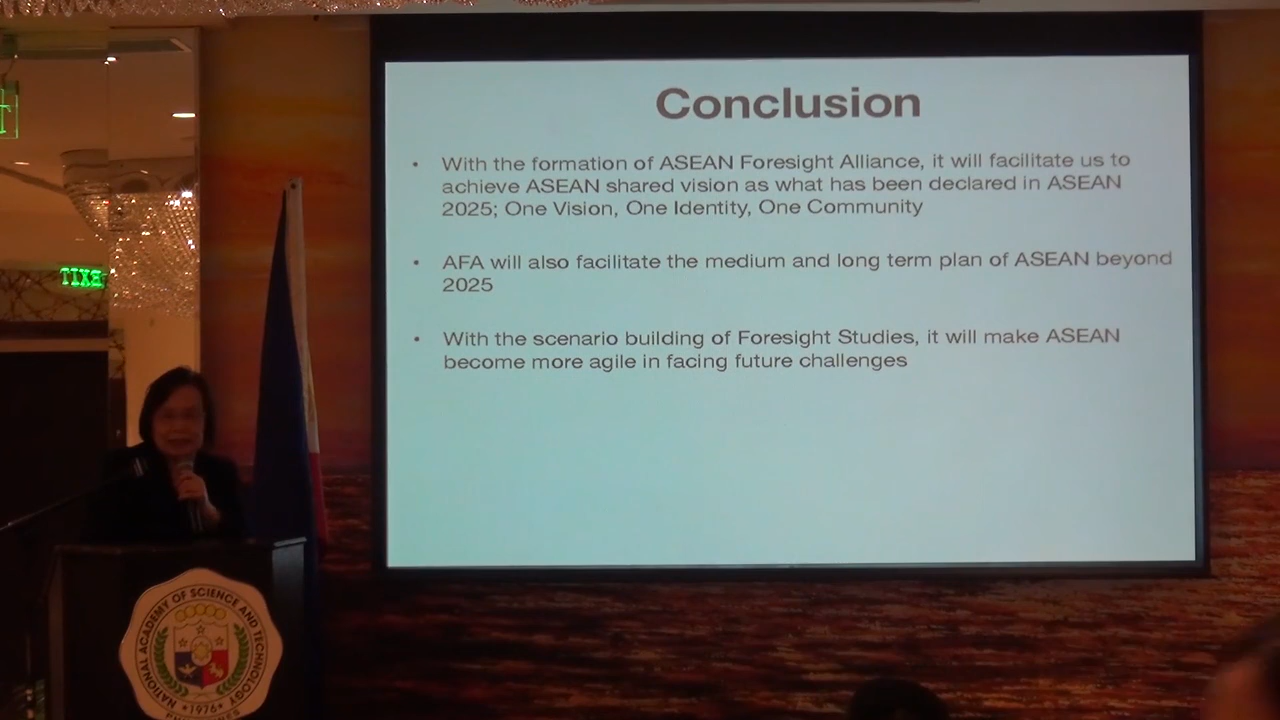 Conclusion
• With the formation of ASEAN Foresight Alliance, it will facilitate us to
achieve ASEAN shared vision as what has been declared in ASEAN
2025; One Vision, One Identity, One Community
• AFA will also facilitate the medium and long term plan of ASEAN beyond
2025
• With the scenario building of Foresight Studies, it will make ASEAN
become more agile in facing future challenges
EXIT
NATIONAL ACADEMY OF SCIENCE AND TECHNOLOGY
1976
PHILIPPINES